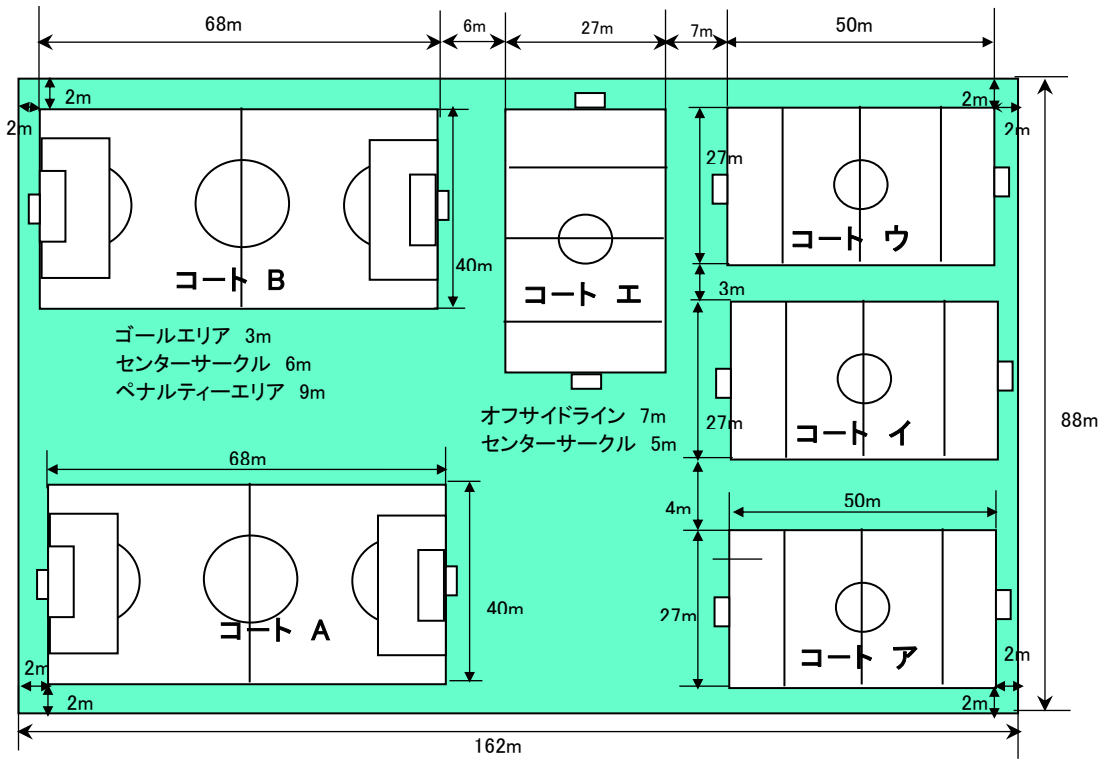 68m
6m
27m
7m
50m
2m
2m
2m
2m
27m
40m
コート B
コート エ
コート ウ
3m
ゴールエリア 3m
センターサークル 6m
ペナルティーエリア 9m
オフサイドライン 7m
センターサークル 5m
27m
コート イ
88m
68m
4m
50m
40m
27m
コート A
コート ア
2m
2m
2m
2m
162m